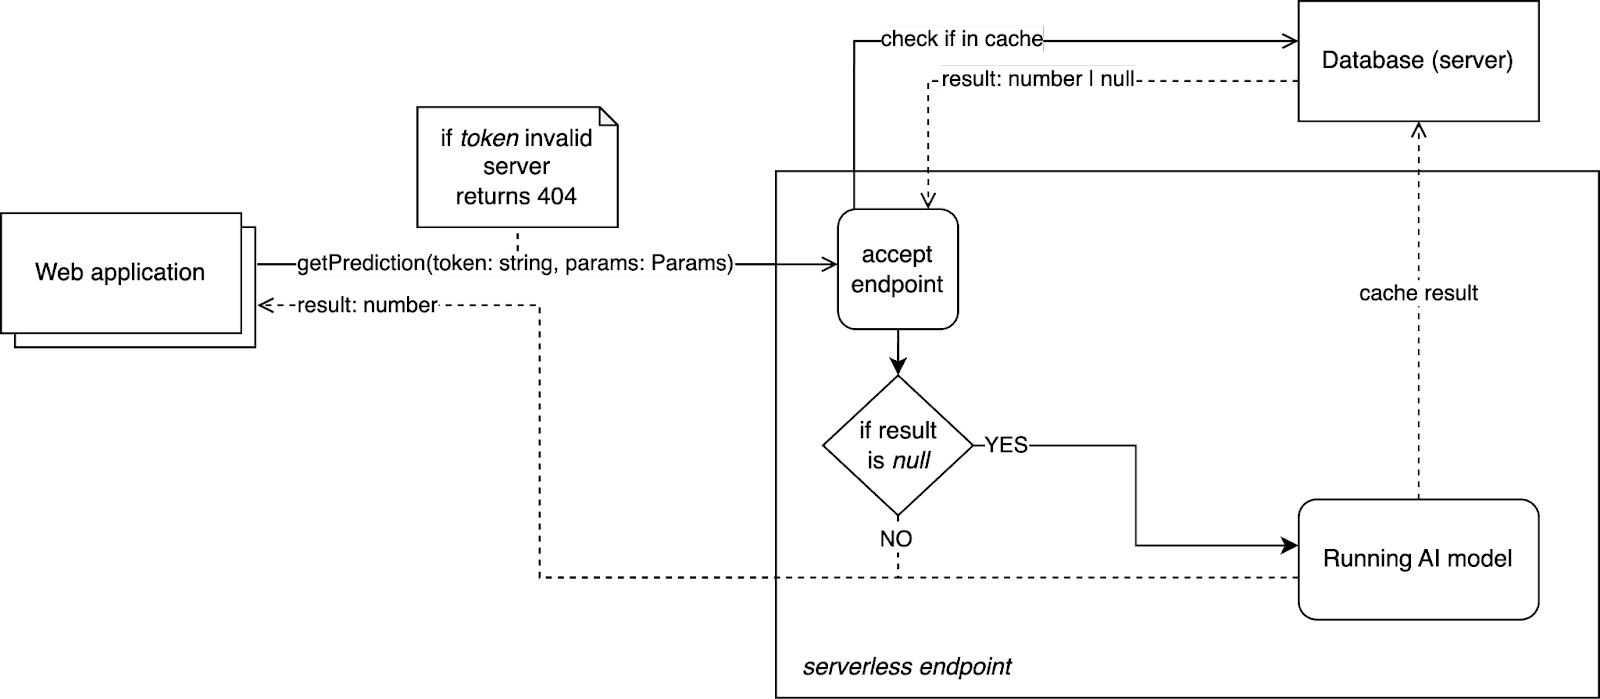 check if in cache
Database (server)
result: number | null
if token invalid
server
returns 404
Web application
getPrediction(token: string, params: Params)
accept
endpoint
result: number
cache result
if result
is null
YES
NO
Running AI model
serverless endpoint